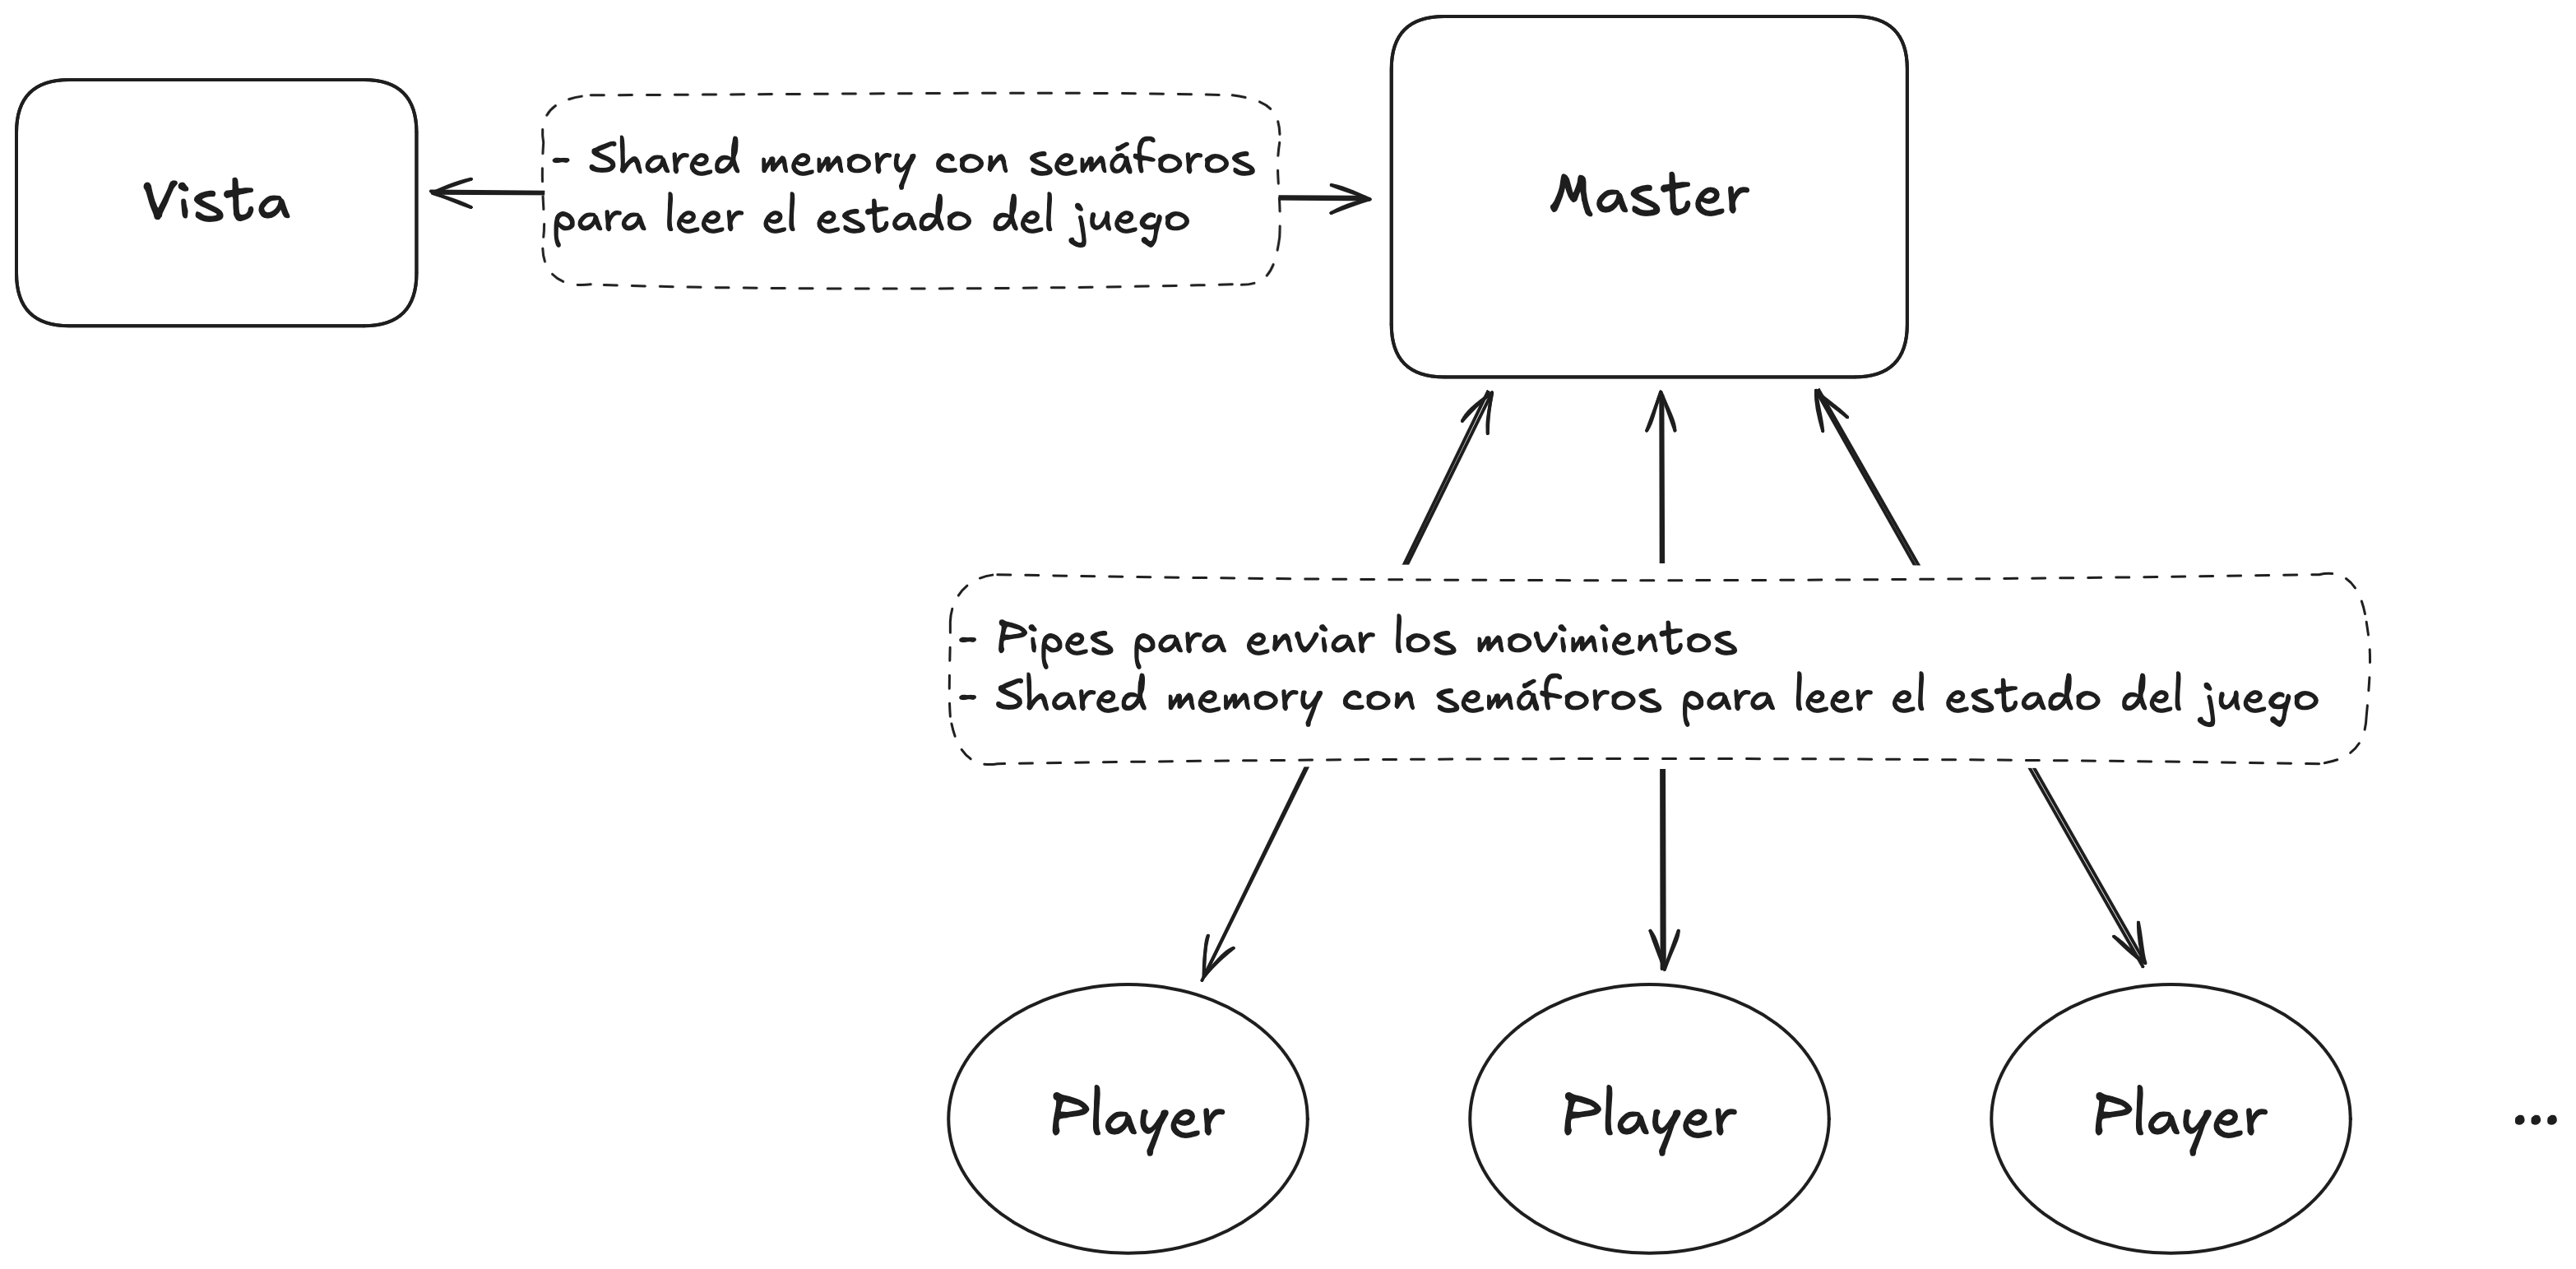 Vista
- Shared memory con semáforos
para leer el estado del juego
Master
- Pipes para enviar los movimientos
- Shared memory con semáforos para leer el estado del juego
Player
Player
Player
...